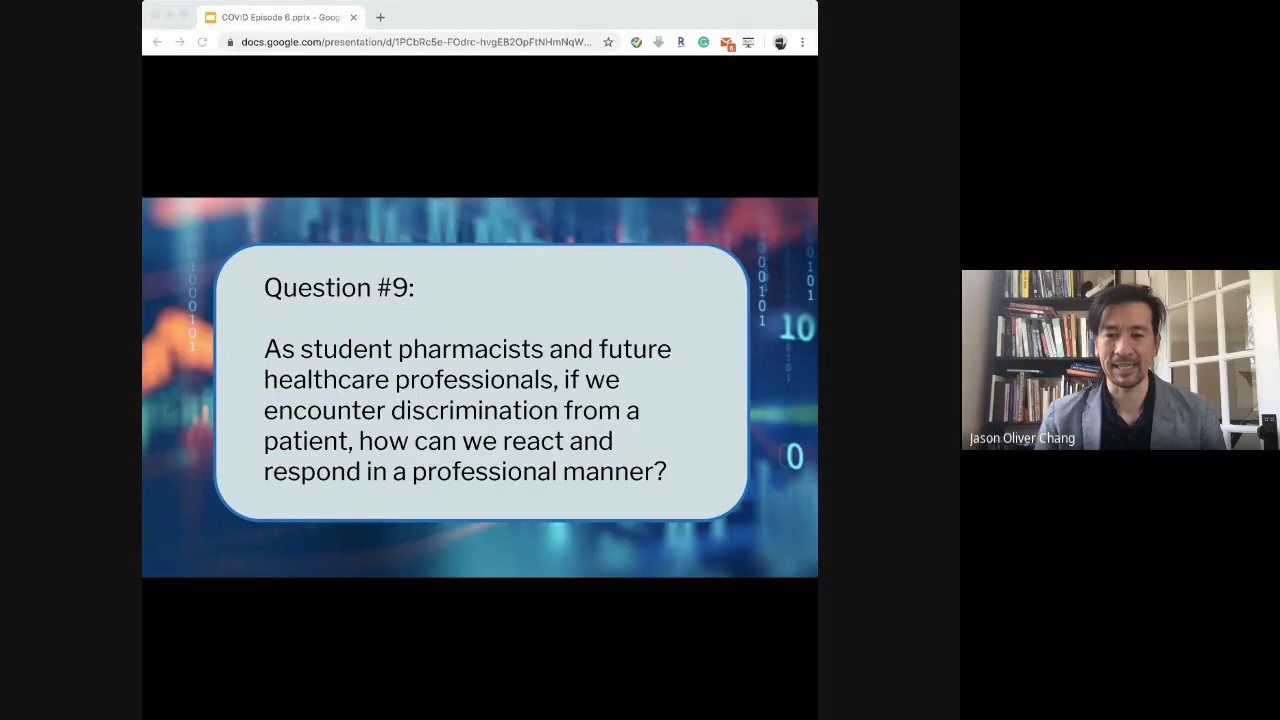 COVID Episode 6.pptx - Goog
docs.google.com/presentation/d/1PCbRc5e-FOdrc-hvgEB2OpFtNHmNqW...
R
6
Question #9:
As student pharmacists and future
healthcare professionals, if we
encounter discrimination from a
patient, how can we react and
respond in a professional manner?
10
0
Jason Oliver Chang